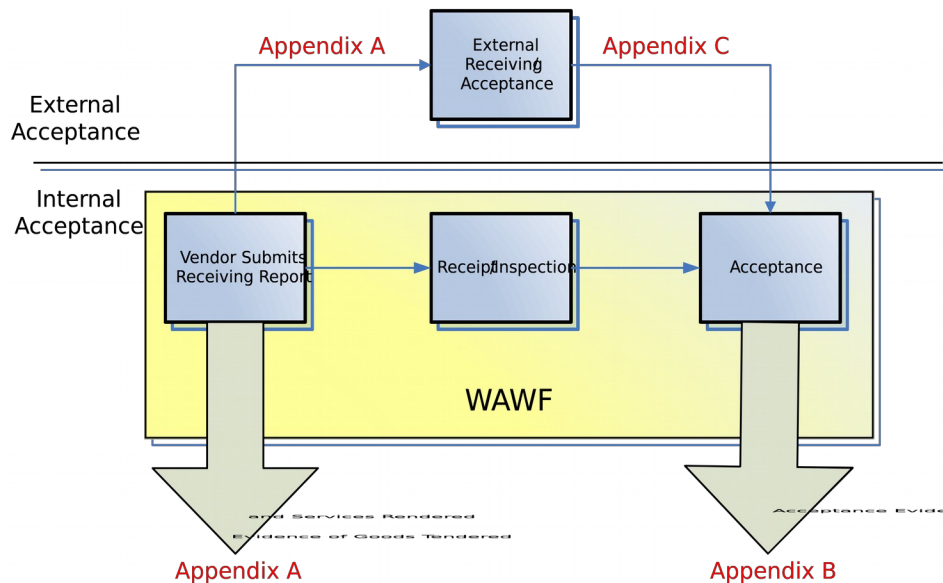 Appendix A
External
Receiving/
Acceptance
Appendix C
External
Acceptance
Internal
Acceptance
Vendor Submits
Receiving Report
Receipt/Inspection
Acceptance
WAWF
and Services Rendered
Evidence of Goods Tendered
Acceptance Evide
Appendix A
Appendix B